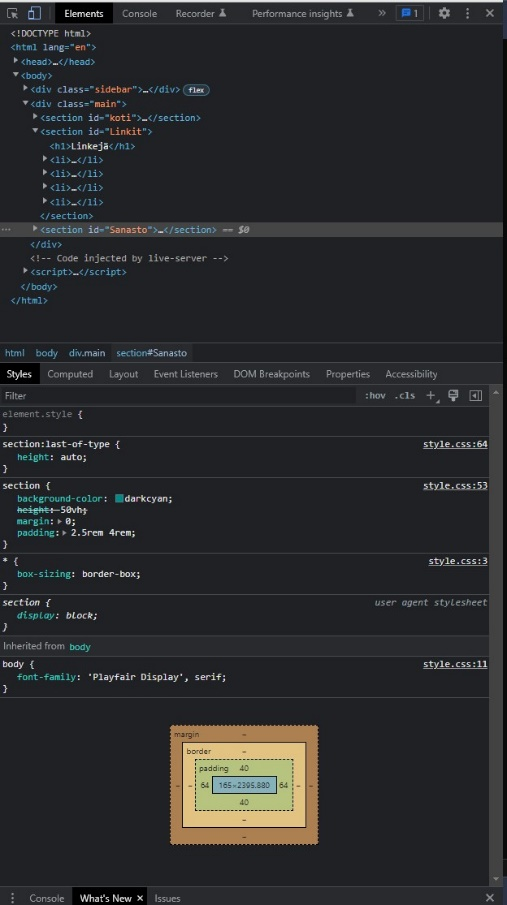 Elements Console Recorder Performance insights » 1
<!DOCTYPE html>
<html lang="en">
<head>…</head>
<body>
<div class="sidebar">…</div> flex
<div class="main">
<section id="koti">…</section>
<section id="Linkit">
<h1>Linkejä</h1>
<li>…</li>
<li>…</li>
<li>…</li>
<li>…</li>
</section>
<section id="Sanasto">…</section> == $0
</div>
<!-- Code injected by live-server -->
<script>…</script>
</body>
</html>
html body div.main section#Sanasto
Styles Computed Layout Event Listeners DOM Breakpoints Properties Accessibility
Filter :hov .cls +
element.style {
}
section:last-of-type { style.css:64
height: auto;
}
section { style.css:53
background-color: darkcyan;
height: 50vh;
margin: 0;
padding: 2.5rem 4rem;
}
* { style.css:3
box-sizing: border-box;
}
section { user agent stylesheet
display: block;
}
Inherited from body
body { style.css:11
font-family: 'Playfair Display', serif;
}
margin –
border –
padding 40
– – 64 165×2395.880 64 – –
40
–
–
Console What's New × Issues